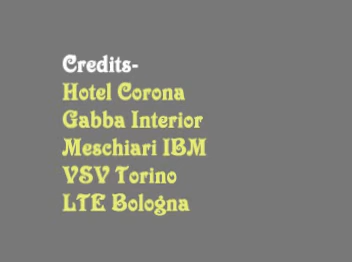 Credits-
Hotel Corona
Gabba Interior
Meschiari IBM
VSV Torino
LTE Bologna